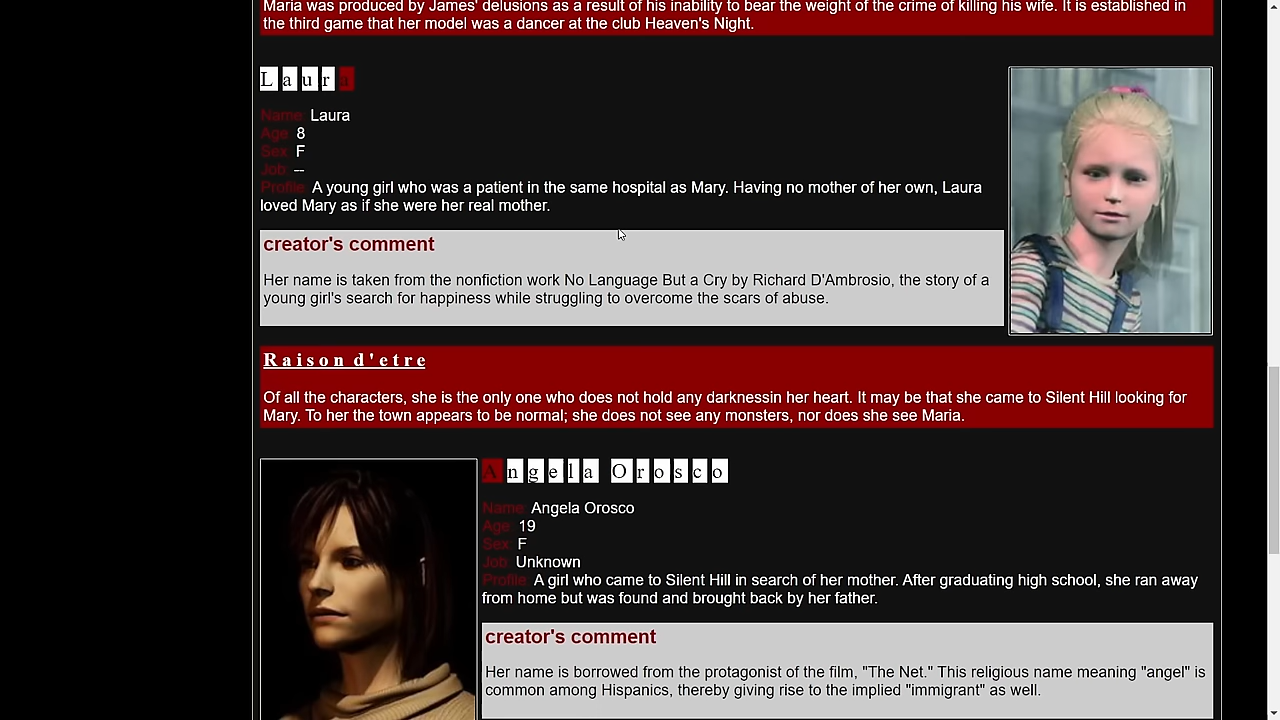 Maria was produced by James' delusions as a result of his inability to bear the weight of the crime of killing his wife. It is established in
the third game that her model was a dancer at the club Heaven's Night.
Laura
Name: Laura
Age: 8
Sex: F
Job: --
Profile: A young girl who was a patient in the same hospital as Mary. Having no mother of her own, Laura
loved Mary as if she were her real mother.
creator's comment
Her name is taken from the nonfiction work No Language But a Cry by Richard D'Ambrosio, the story of a
young girl's search for happiness while struggling to overcome the scars of abuse.
Raison d'etre
Of all the characters, she is the only one who does not hold any darknessin her heart. It may be that she came to Silent Hill looking for
Mary. To her the town appears to be normal; she does not see any monsters, nor does she see Maria.
Angela Orosco
Name: Angela Orosco
Age: 19
Sex: F
Job: Unknown
Profile: A girl who came to Silent Hill in search of her mother. After graduating high school, she ran away
from home but was found and brought back by her father.
creator's comment
Her name is borrowed from the protagonist of the film, "The Net." This religious name meaning "angel" is
common among Hispanics, thereby giving rise to the implied "immigrant" as well.